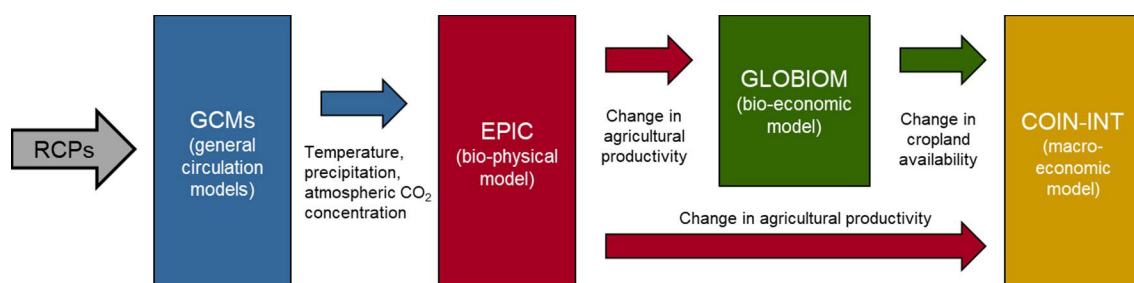 RCPs
GCMs
(general
circulation
models)
Temperature,
precipitation,
atmospheric CO₂
concentration
EPIC
(bio-physical
model)
Change in
agricultural
productivity
GLOBIOM
(bio-economic
model)
Change in
cropland
availability
Change in agricultural productivity
COIN-INT
(macro-
economic
model)